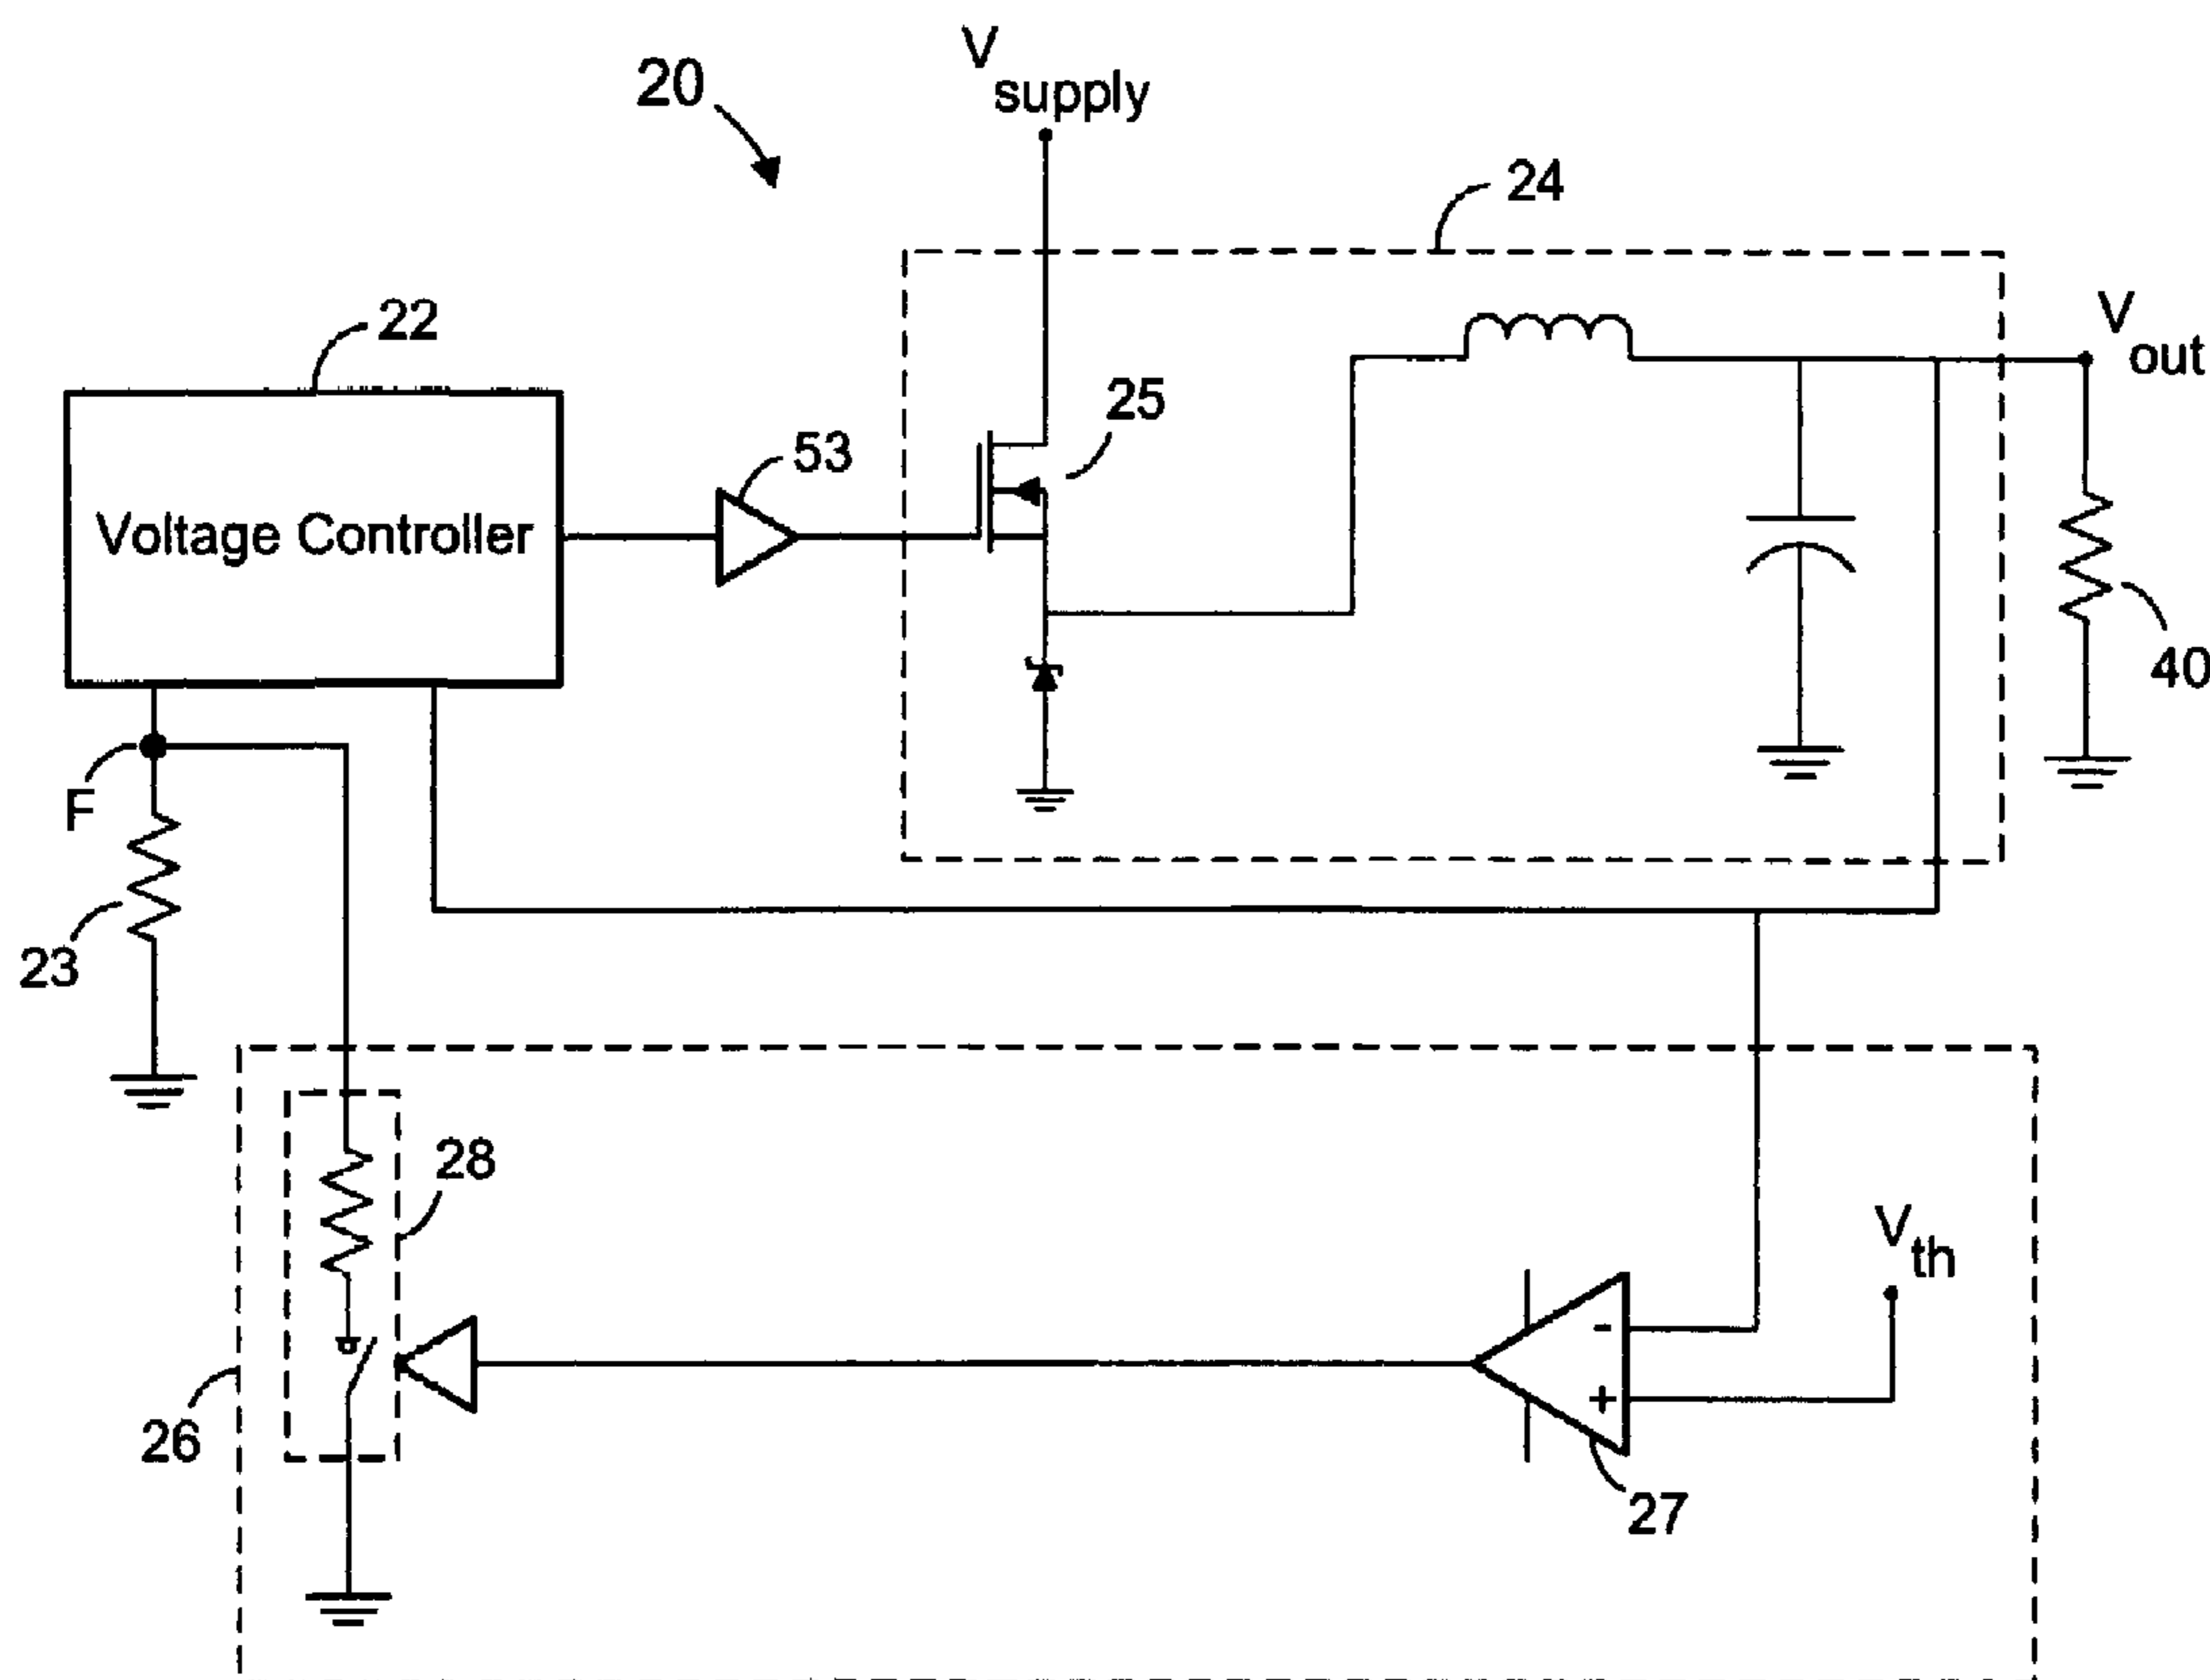 20
V
supply
24
22
V
out
25
53
Voltage Controller
40
F
23
28
V
th
-
+
26
27